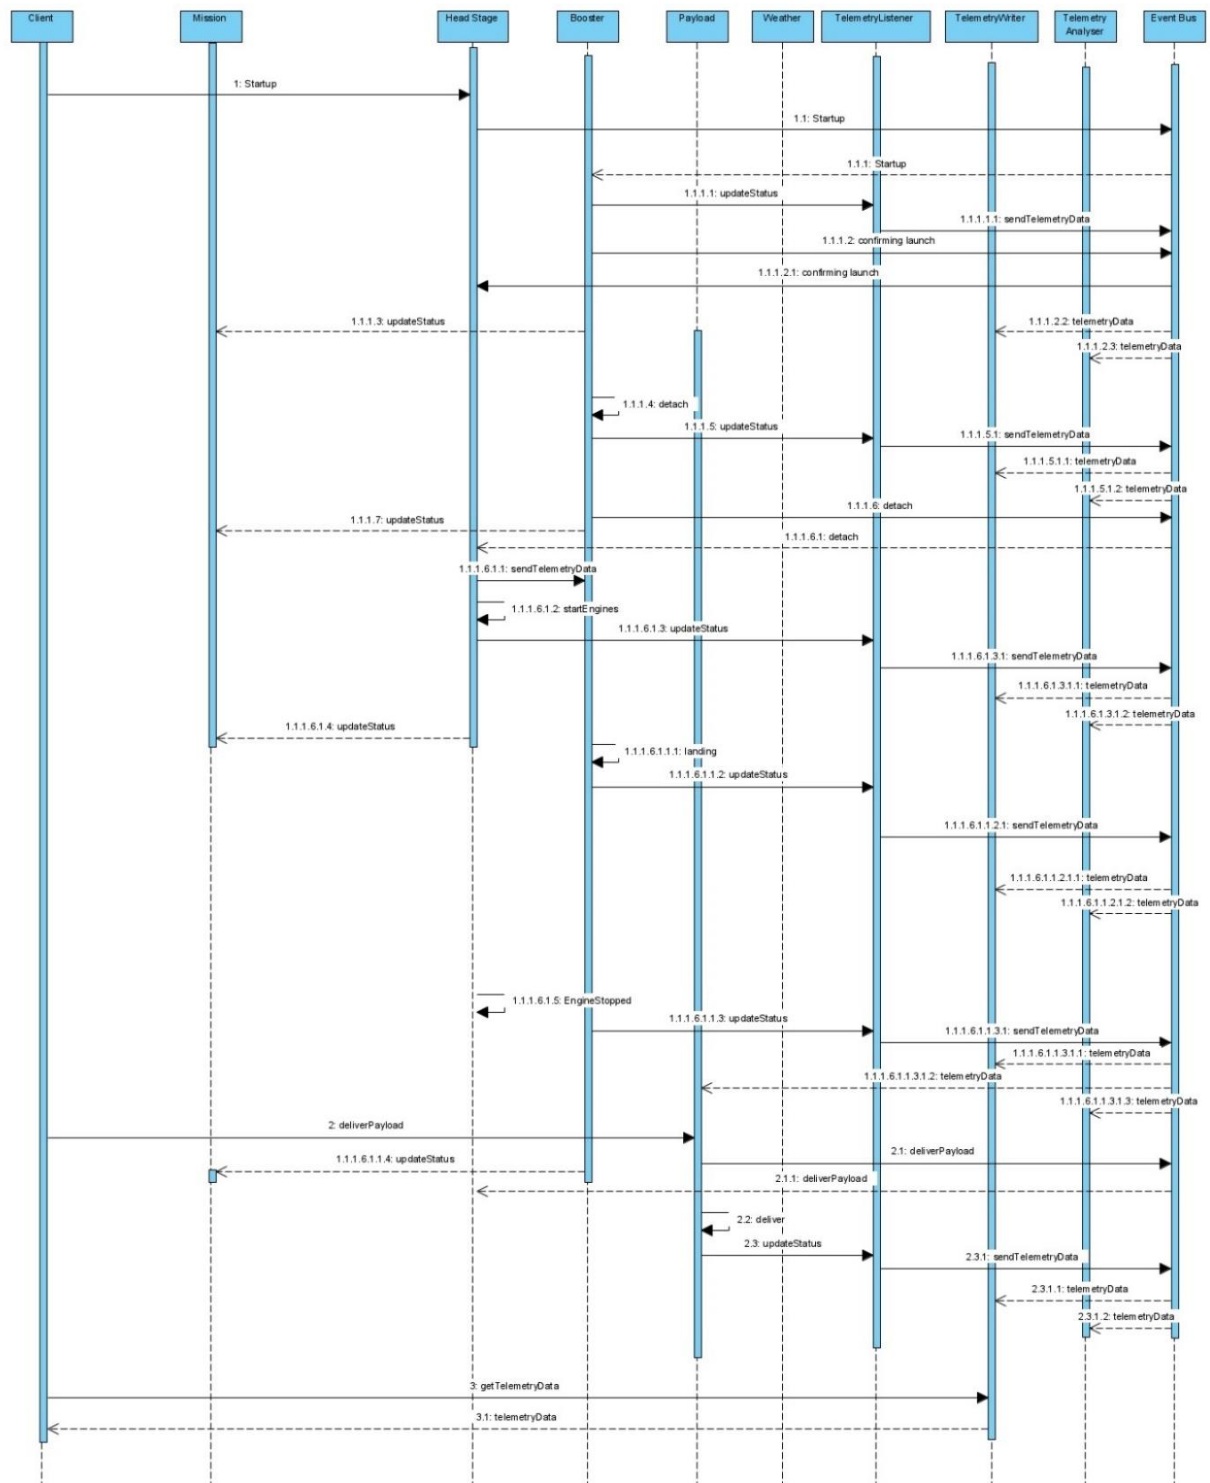 Client
Mission
Head Stage
Booster
Payload
Weather
TelemetryListener
TelemetryWriter
Telemetry
Analyser
Event Bus
1: Startup
1.1: Startup
1.1.1: Startup
1.1.1.1: updateStatus
1.1.1.1.1: sendTelemetryData
1.1.1.2: confirming launch
1.1.1.2.1: confirming launch
1.1.1.3: updateStatus
1.1.1.2.2: telemetryData
1.1.1.2.3: telemetryData
1.1.1.4: detach
1.1.1.5: updateStatus
1.1.1.5.1: sendTelemetryData
1.1.1.5.1.1: telemetryData
1.1.1.5.1.2: telemetryData
1.1.1.6: detach
1.1.1.7: updateStatus
1.1.1.6.1: detach
1.1.1.6.1.1: sendTelemetryData
1.1.1.6.1.2: startEngines
1.1.1.6.1.3: updateStatus
1.1.1.6.1.3.1: sendTelemetryData
1.1.1.6.1.3.1.1: telemetryData
1.1.1.6.1.3.1.2: telemetryData
1.1.1.6.1.4: updateStatus
1.1.1.6.1.1.1: landing
1.1.1.6.1.1.2: updateStatus
1.1.1.6.1.1.2.1: sendTelemetryData
1.1.1.6.1.1.2.1.1: telemetryData
1.1.1.6.1.1.2.1.2: telemetryData
1.1.1.6.1.5: EngineStopped
1.1.1.6.1.1.3: updateStatus
1.1.1.6.1.1.3.1: sendTelemetryData
1.1.1.6.1.1.3.1.1: telemetryData
1.1.1.6.1.1.3.1.2: telemetryData
1.1.1.6.1.1.3.1.3: telemetryData
2: deliverPayload
2.1: deliverPayload
1.1.1.6.1.1.4: updateStatus
2.1.1: deliverPayload
2.2: deliver
2.3: updateStatus
2.3.1: sendTelemetryData
2.3.1.1: telemetryData
2.3.1.2: telemetryData
3: getTelemetryData
3.1: telemetryData